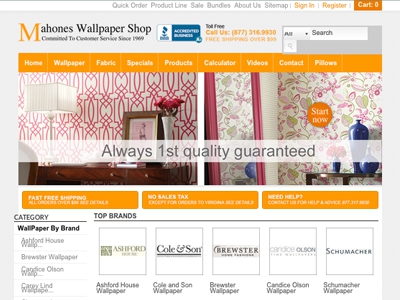 Quick Order Product Line Sale Bundles About Us Sitemap | Sign In | Register | Cart: 0
Mahones Wallpaper Shop
Committed To Customer Service Since 1969
BBB
ACCREDITED
BUSINESS
Toll Free
Call Us: (877) 316.9930
FREE SHIPPING OVER $99
All
Search
Home Wallpaper Fabric Specials Products Calculator Videos Contact Pillows
Start
now
Always 1st quality guaranteed
FAST FREE SHIPPING
ALL ORDERS OVER $99 SEE DETAILS
NO SALES TAX
EXCEPT FOR ORDERS TO VIRGINIA SEE DETAILS
NEED HELP?
CONTACT US FOR HELP & ADVICE 877.317.9930
CATEGORY
WallPaper By Brand
Ashford House Wallp...
Brewster Wallpaper
Candice Olson Wallp...
Carey Lind Wallpape...
TOP BRANDS
ASHFORD
HOUSE
Cole & Son
BREWSTER
HOME FASHIONS
candice OLSON
SCHUMACHER
Ashford House Wallpaper
Cole and Son Wallpaper
Brewster Wallpaper
Candice Olson Wallpaper
Schumacher Wallpaper